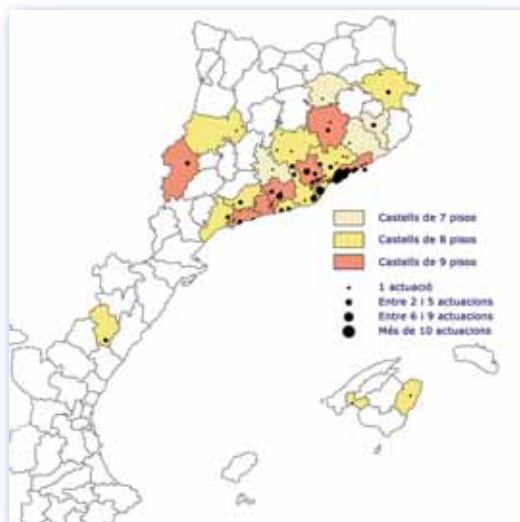 Castells de 7 pisos
Castells de 8 pisos
Castells de 9 pisos
1 actuació
Entre 2 i 5 actuacions
Entre 6 i 9 actuacions
Més de 10 actuacions